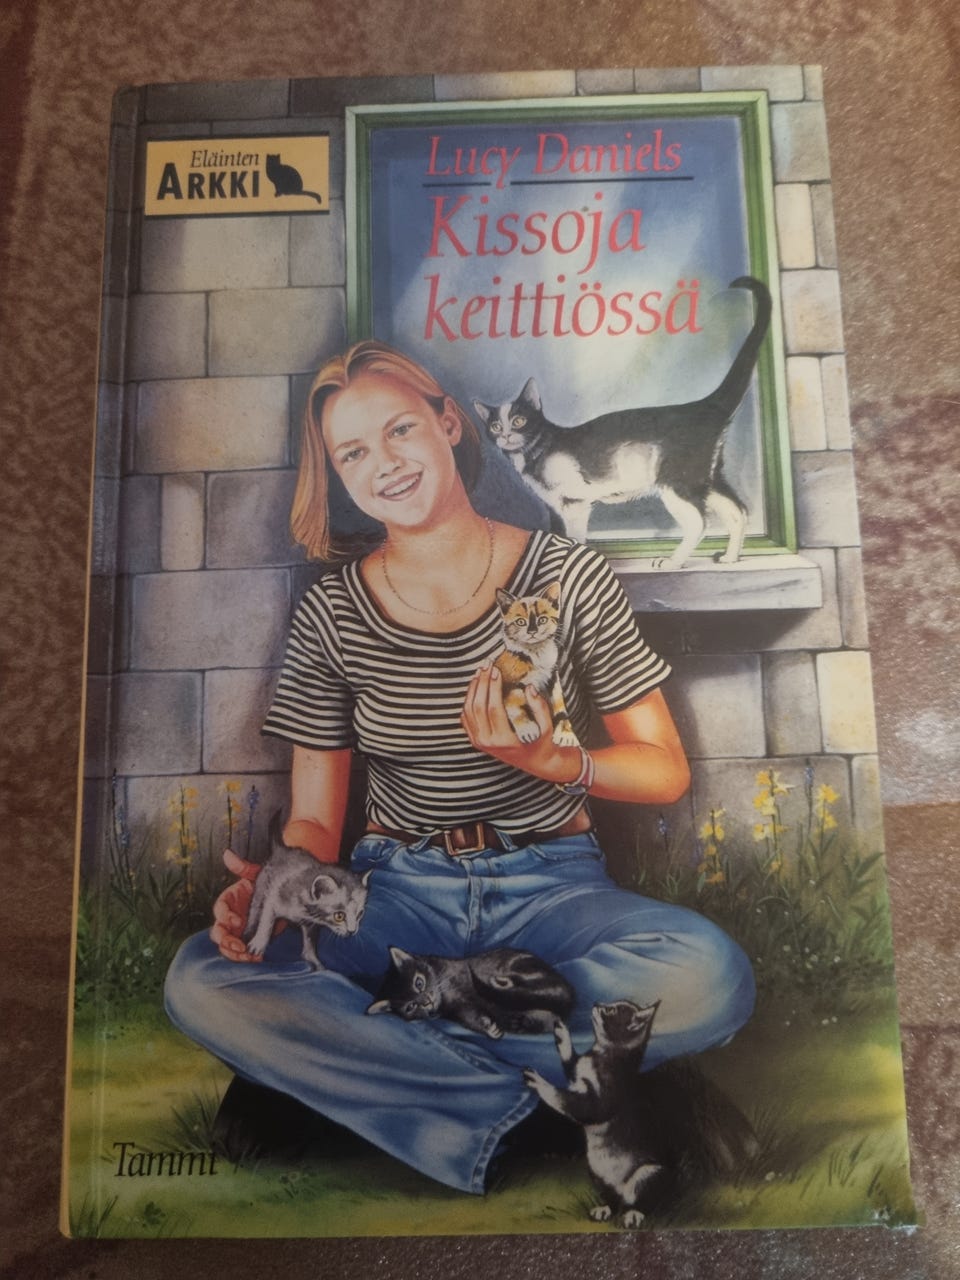 Eläinten
ARKKI
Lucy Daniels
Kissoja
keittiössä
Tammi